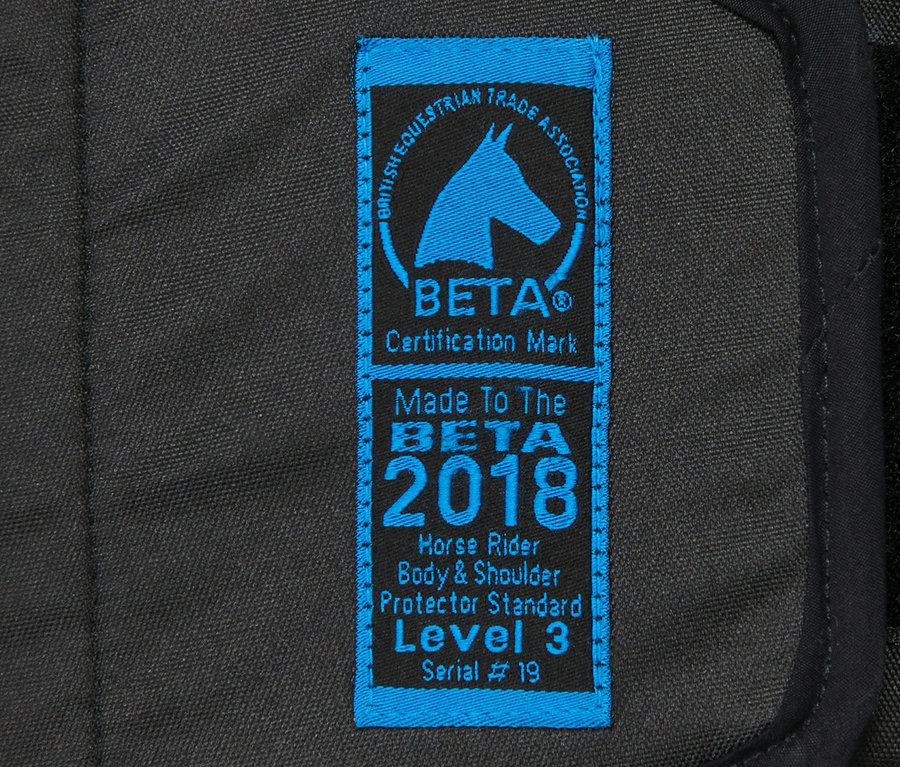 BRITISH EQUESTRIAN TRADE ASSOCIATION
BETA®
Certification Mark
Made To The
BETA
2018
Horse Rider
Body & Shoulder
Protector Standard
Level 3
Serial # 19